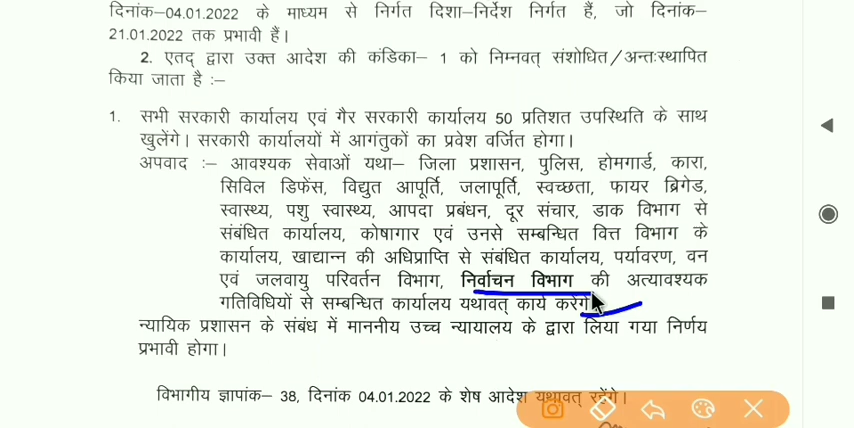 दिनांक–04.01.2022 के माध्यम से निर्गत दिशा–निर्देश निर्गत हैं, जो दिनांक–
21.01.2022 तक प्रभावी हैं।
2. एतद् द्वारा उक्त आदेश की कंडिका– 1 को निम्नवत् संशोधित/अन्तःस्थापित
किया जाता है :–
1. सभी सरकारी कार्यालय एवं गैर सरकारी कार्यालय 50 प्रतिशत उपस्थिति के साथ
खुलेंगे। सरकारी कार्यालयों में आगंतुकों का प्रवेश वर्जित होगा।
अपवाद :– आवश्यक सेवाओं यथा– जिला प्रशासन, पुलिस, होमगार्ड, कारा,
सिविल डिफेंस, विद्युत आपूर्ति, जलापूर्ति, स्वच्छता, फायर ब्रिगेड,
स्वास्थ्य, पशु स्वास्थ्य, आपदा प्रबंधन, दूर संचार, डाक विभाग से
संबंधित कार्यालय, कोषागार एवं उनसे सम्बन्धित वित्त विभाग के
कार्यालय, खाद्यान्न की अधिप्राप्ति से संबंधित कार्यालय, पर्यावरण, वन
एवं जलवायु परिवर्तन विभाग, निर्वाचन विभाग की अत्यावश्यक
गतिविधियों से सम्बन्धित कार्यालय यथावत् कार्य करेंगे
न्यायिक प्रशासन के संबंध में माननीय उच्च न्यायालय के द्वारा लिया गया निर्णय
प्रभावी होगा।
विभागीय ज्ञापांक– 38, दिनांक 04.01.2022 के शेष आदेश यथावत् रहेंगे।